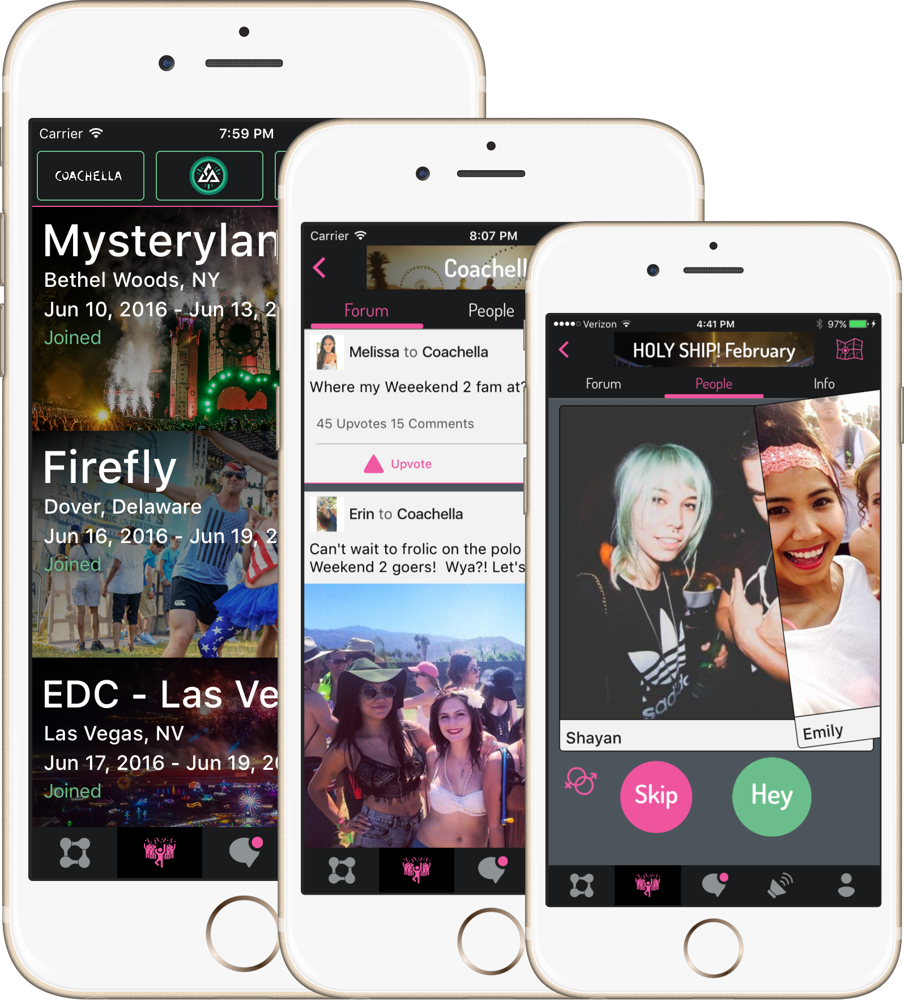 Carrier
7:59 PM
COACHELLA
Mysterylan
Bethel Woods, NY
Jun 10, 2016 - Jun 13, 2
Joined
Firefly
Dover, Delaware
Jun 16, 2016 - Jun 19, 2
Joined
EDC - Las Ve
Las Vegas, NV
Jun 17, 2016 - Jun 19, 20
Joined
Carrier
8:07 PM
Coachell
Forum
People
Melissa to Coachella
Where my Weeekend 2 fam at?
45 Upvotes 15 Comments
Upvote
Erin to Coachella
Can't wait to frolic on the polo
Weekend 2 goers!  Wya?! Let's
Verizon
4:41 PM
97%
HOLY SHIP! February
Forum
People
Info
adidas
Shayan
Emily
Skip
Hey